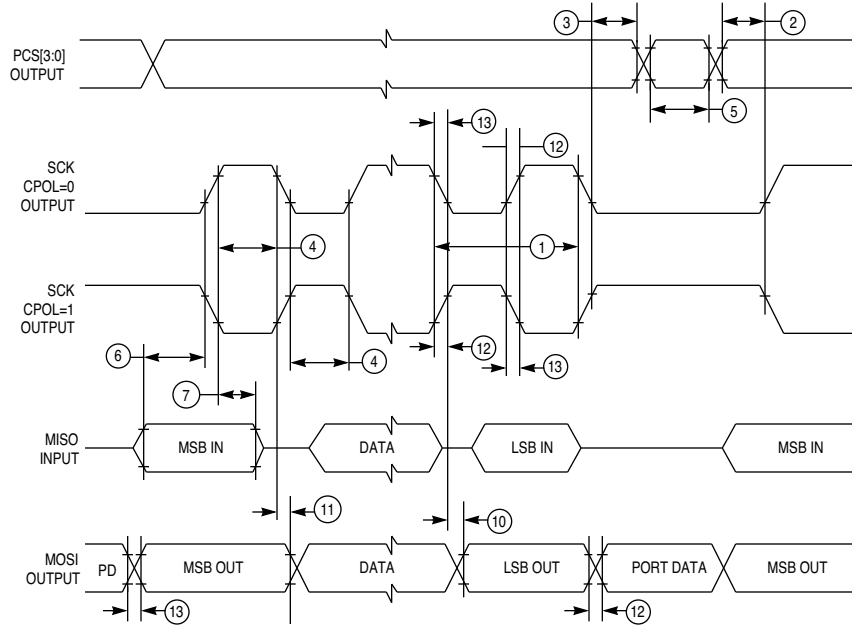 3
2
PCS[3:0]
OUTPUT
5
13
12
SCK
CPOL=0
OUTPUT
4
1
SCK
CPOL=1
OUTPUT
6
4
12
13
7
MISO
INPUT
MSB IN
DATA
LSB IN
MSB IN
11
10
MOSI
OUTPUT
PD
MSB OUT
DATA
LSB OUT
PORT DATA
MSB OUT
13
12